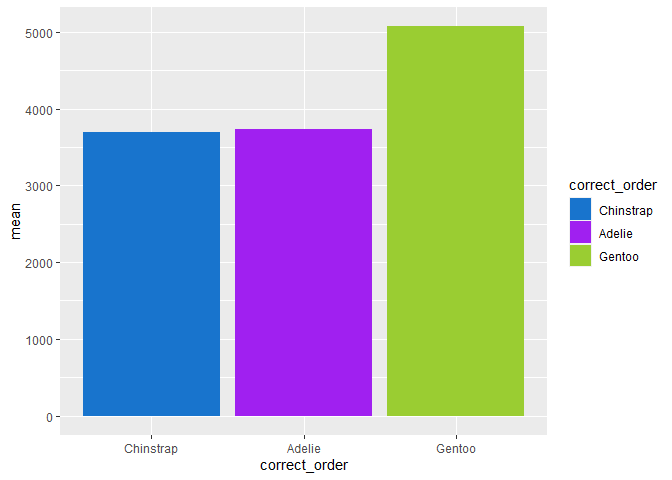 5000
4000
3000
2000
1000
0
mean
Chinstrap Adelie Gentoo
correct_order
correct_order
Chinstrap
Adelie
Gentoo